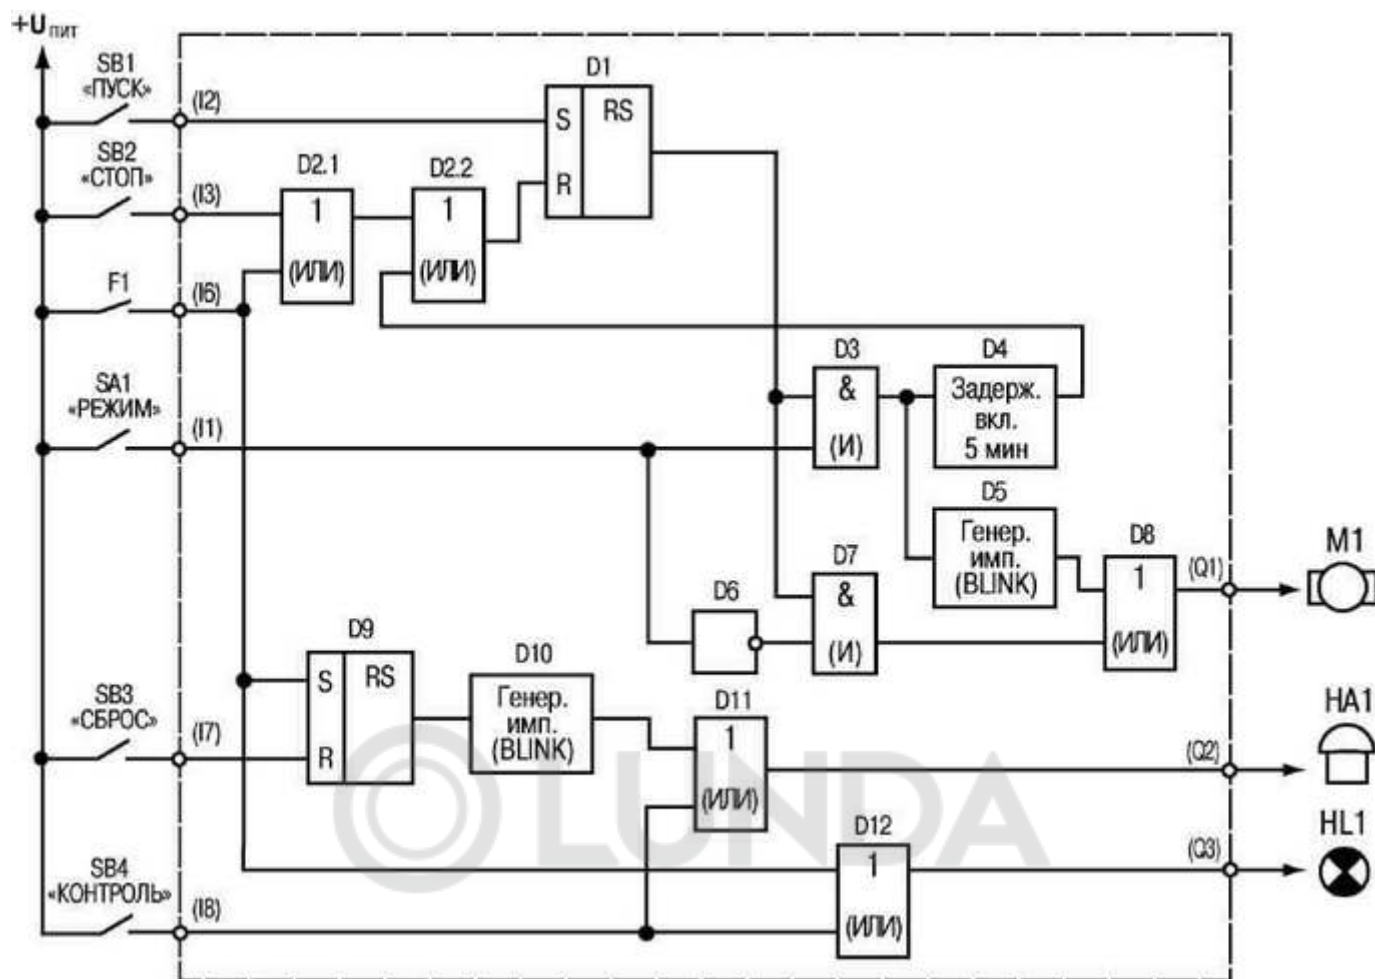 +U пит
SB1
«ПУСК»
(I2)
D1
S
RS
R
SB2
«СТОП»
(I3)
D2.1
1
(ИЛИ)
D2.2
1
(ИЛИ)
F1
(I6)
SA1
«РЕЖИМ»
(I1)
D3
&
(И)
D4
Задерж.
вкл.
5 мин
D5
Генер.
имп.
(BLINK)
D6
D7
&
(И)
D8
1
(ИЛИ)
(Q1)
M1
D9
S
RS
R
D10
Генер.
имп.
(BLINK)
D11
1
(ИЛИ)
SB3
«СБРОС»
(I7)
(Q2)
HA1
D12
1
(ИЛИ)
(Q3)
HL1
SB4
«КОНТРОЛЬ»
(I8)
LUNDA